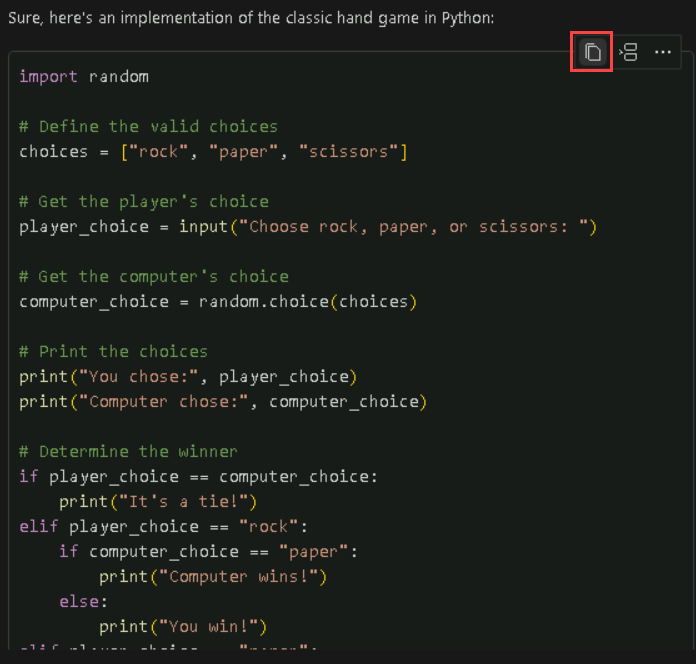 Sure, here's an implementation of the classic hand game in Python:
import random
# Define the valid choices
choices = ["rock", "paper", "scissors"]
# Get the player's choice
player_choice = input("Choose rock, paper, or scissors: ")
# Get the computer's choice
computer_choice = random.choice(choices)
# Print the choices
print("You chose:", player_choice)
print("Computer chose:", computer_choice)
# Determine the winner
if player_choice == computer_choice:
    print("It's a tie!")
elif player_choice == "rock":
    if computer_choice == "paper":
        print("Computer wins!")
    else:
        print("You win!")
elif player_choice == "paper":